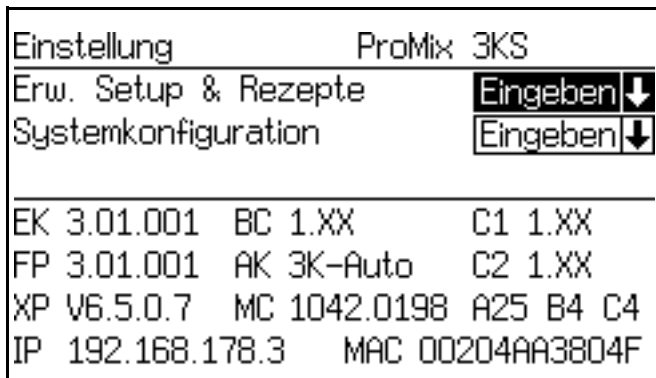 Einstellung ProMix 3KS
Erw. Setup & Rezepte Eingeben
Systemkonfiguration Eingeben
EK 3.01.001 BC 1.XX C1 1.XX
FP 3.01.001 AK 3K-Auto C2 1.XX
XP V6.5.0.7 MC 1042.0198 A25 B4 C4
IP 192.168.178.3 MAC 00204AA3804F